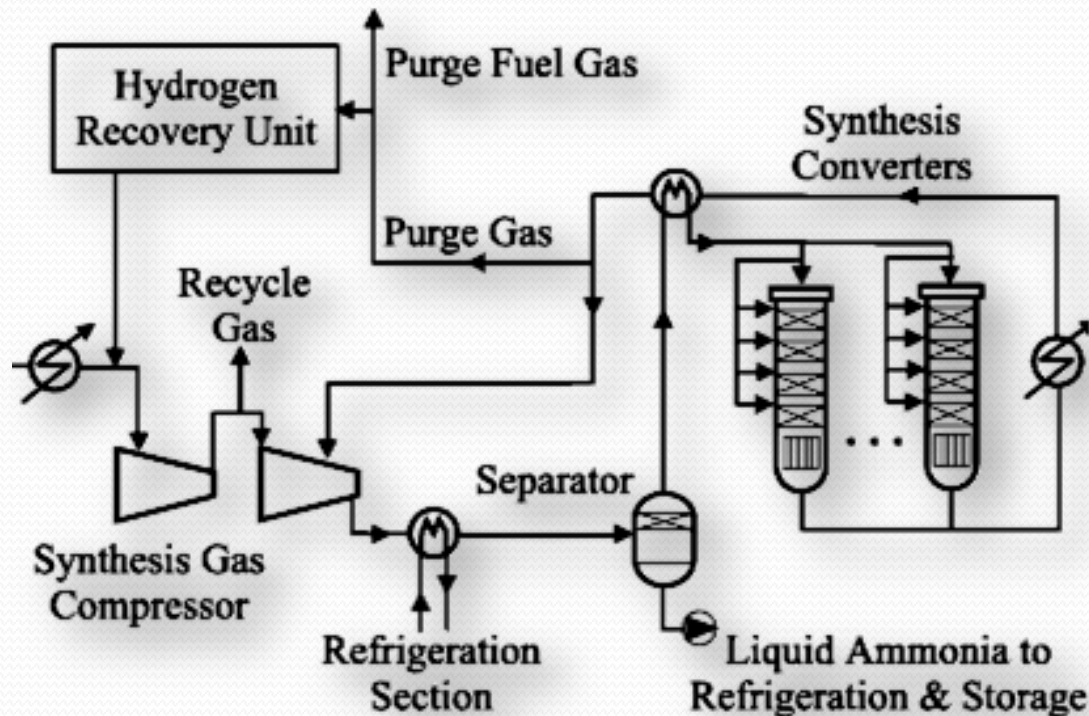 Purge Fuel Gas
Hydrogen
Recovery Unit
Synthesis
Converters
Purge Gas
Recycle
Gas
Separator
Synthesis Gas
Compressor
Refrigeration
Section
Liquid Ammonia to
Refrigeration & Storage